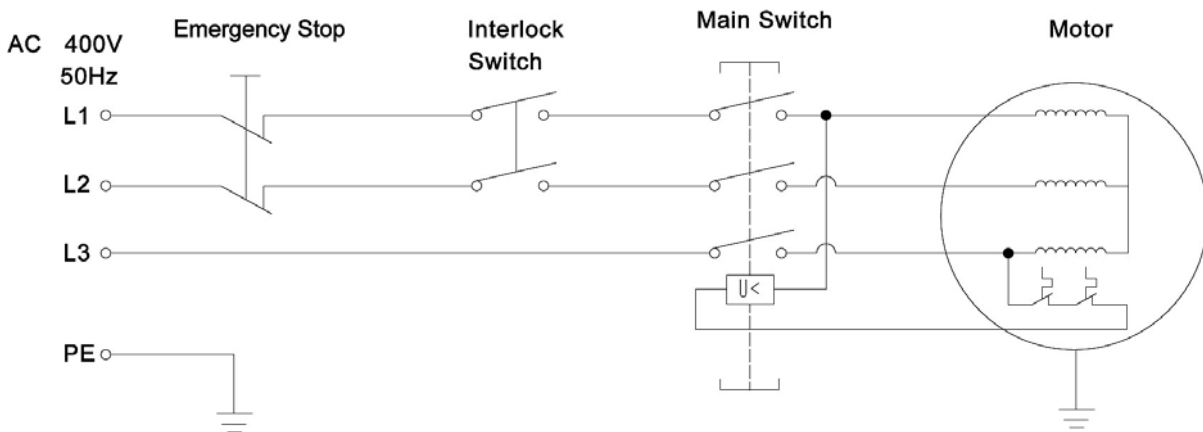 AC 400V
50Hz
Emergency Stop
Interlock
Switch
Main Switch
Motor
L1
L2
L3
U<
PE